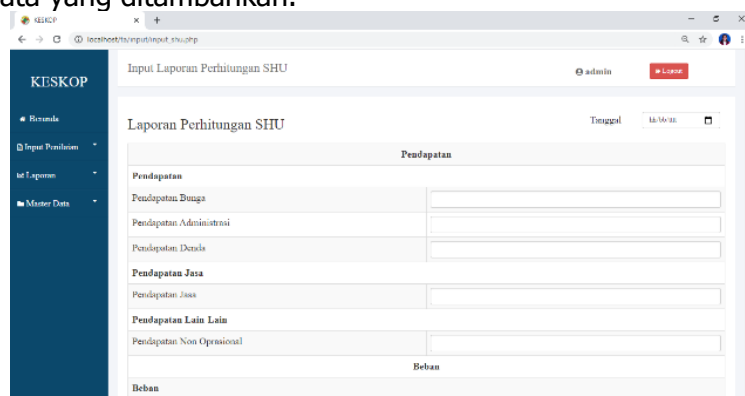 ata yang ditambahkan.
KESKOP
localhost/ta/input/input_shu.php
KESKOP
Input Laporan Perhitungan SHU
admin
Logout
Beranda
Laporan Perhitungan SHU
Tanggal
Input Penilaian
Pendapatan
Laporan
Pendapatan
Master Data
Pendapatan Bunga
Pendapatan Administrasi
Pendapatan Denda
Pendapatan Jasa
Pendapatan Jasa
Pendapatan Lain Lain
Pendapatan Non Oprasional
Beban
Beban